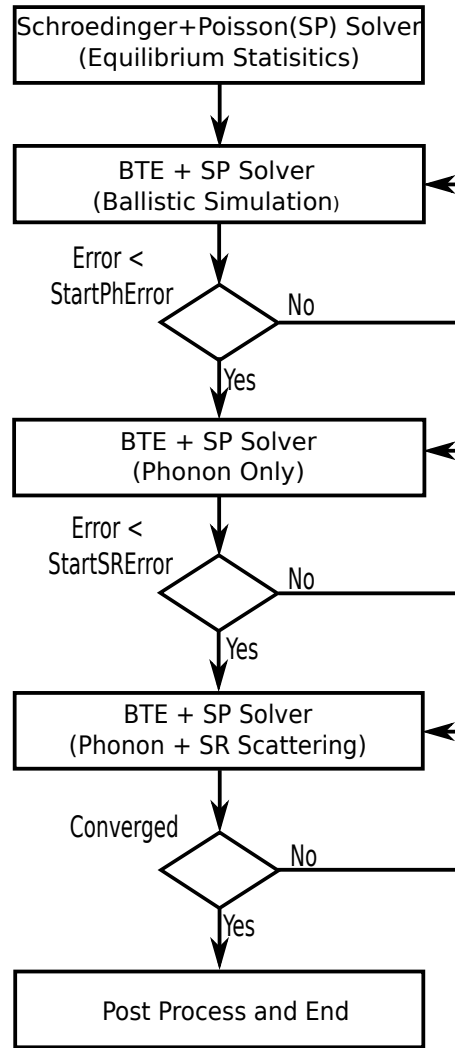 Schroedinger+Poisson(SP) Solver
(Equilibrium Statisitics)
BTE + SP Solver
(Ballistic Simulation)
Error <
StartPhError
No
Yes
BTE + SP Solver
(Phonon Only)
Error <
StartSRError
No
Yes
BTE + SP Solver
(Phonon + SR Scattering)
Converged
No
Yes
Post Process and End